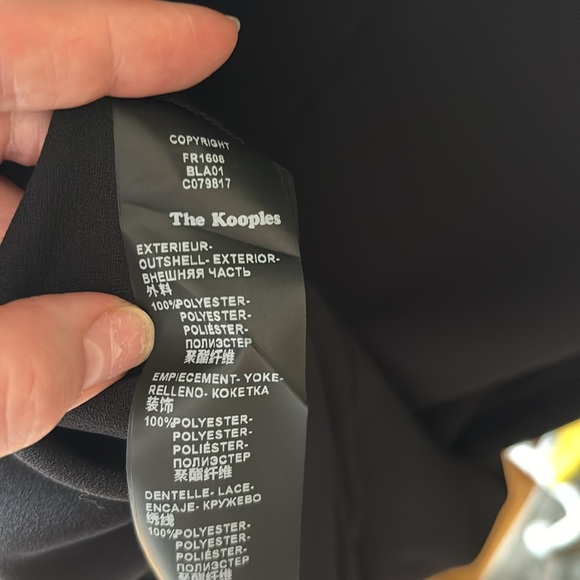 COPYRIGHT
FR1608
BLA01
C079817
The Kooples
EXTERIEUR-
OUTSHELL- EXTERIOR-
ВНЕШНЯЯ ЧАСТЬ
外料
100%POLYESTER-
POLYESTER-
POLIÉSTER-
ПОЛИЭСТЕР
聚酯纤维
EMPIECEMENT- YOKE-
RELLENO- КОКЕТКА
装饰
100%POLYESTER-
POLYESTER-
POLIÉSTER-
ПОЛИЭСТЕР
聚酯纤维
DENTELLE- LACE-
ENCAJE- КРУЖЕВО
绣线
100%POLYESTER-
POLYESTER-
POLIÉSTER-
ПОЛИЭСТЕР
聚酯纤维